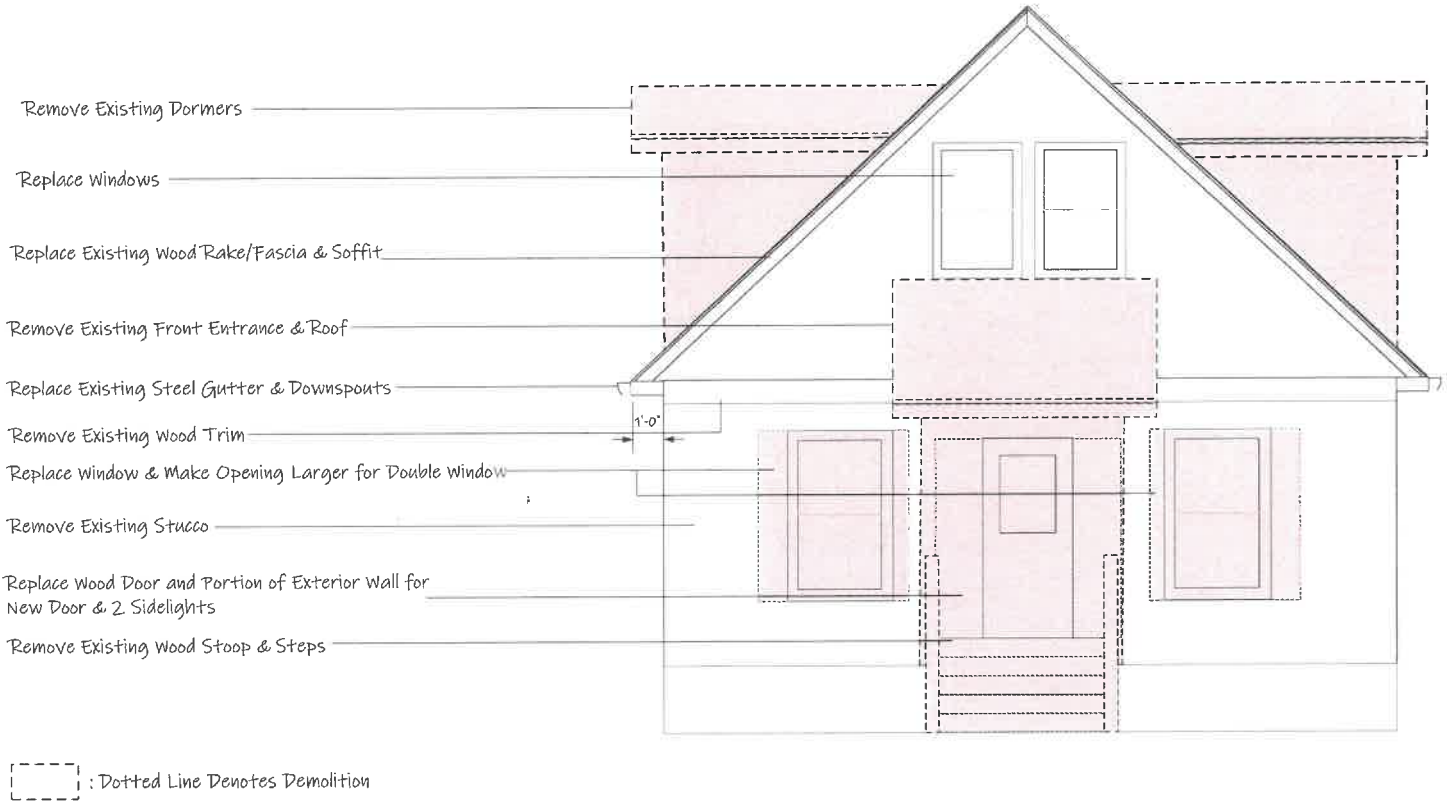 Remove Existing Dormers
Replace Windows
Replace Existing Wood Rake/Fascia & Soffit
Remove Existing Front Entrance & Roof
Replace Existing Steel Gutter & Downspouts
1'-0"
Remove Existing Wood Trim
Replace Window & Make Opening Larger for Double Window
Remove Existing Stucco
Replace Wood Door and Portion of Exterior Wall for
New Door & 2 Sidelights
Remove Existing Wood Stoop & Steps
: Dotted Line Denotes Demolition